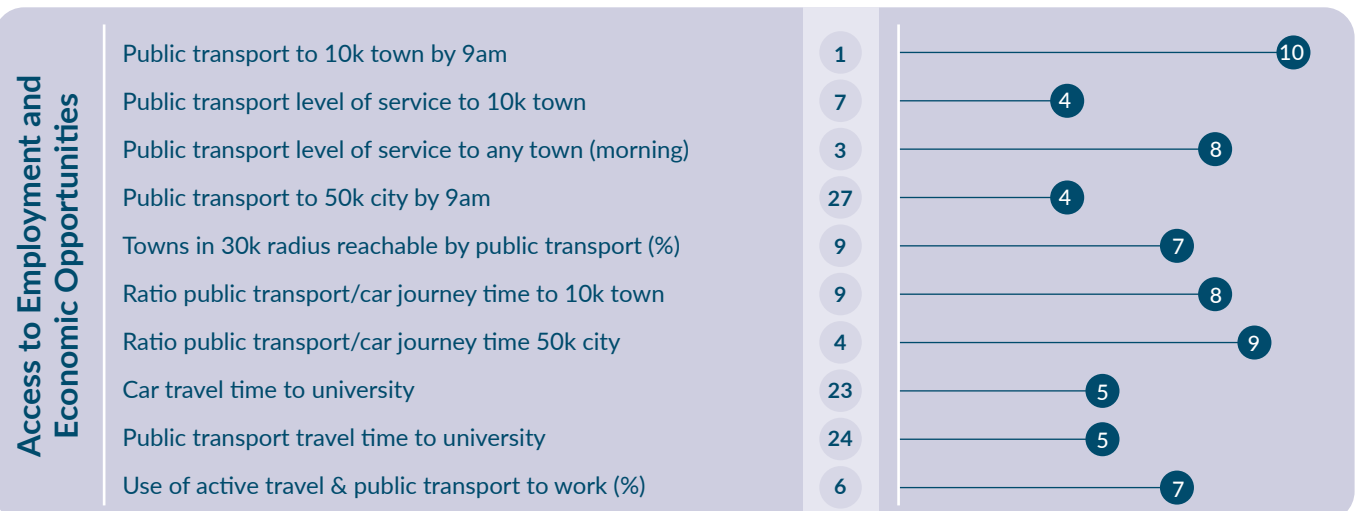 Access to Employment and
Economic Opportunities
Public transport to 10k town by 9am 1 10
Public transport level of service to 10k town 7 4
Public transport level of service to any town (morning) 3 8
Public transport to 50k city by 9am 27 4
Towns in 30k radius reachable by public transport (%) 9 7
Ratio public transport/car journey time to 10k town 9 8
Ratio public transport/car journey time 50k city 4 9
Car travel time to university 23 5
Public transport travel time to university 24 5
Use of active travel & public transport to work (%) 6 7